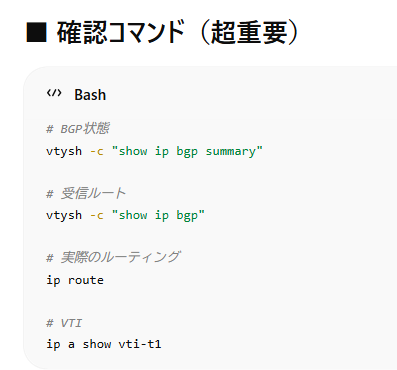 ■ 確認コマンド（超重要）
</> Bash
# BGP状態
vtysh -c "show ip bgp summary"
# 受信ルート
vtysh -c "show ip bgp"
# 実際のルーティング
ip route
# VTI
ip a show vti-t1